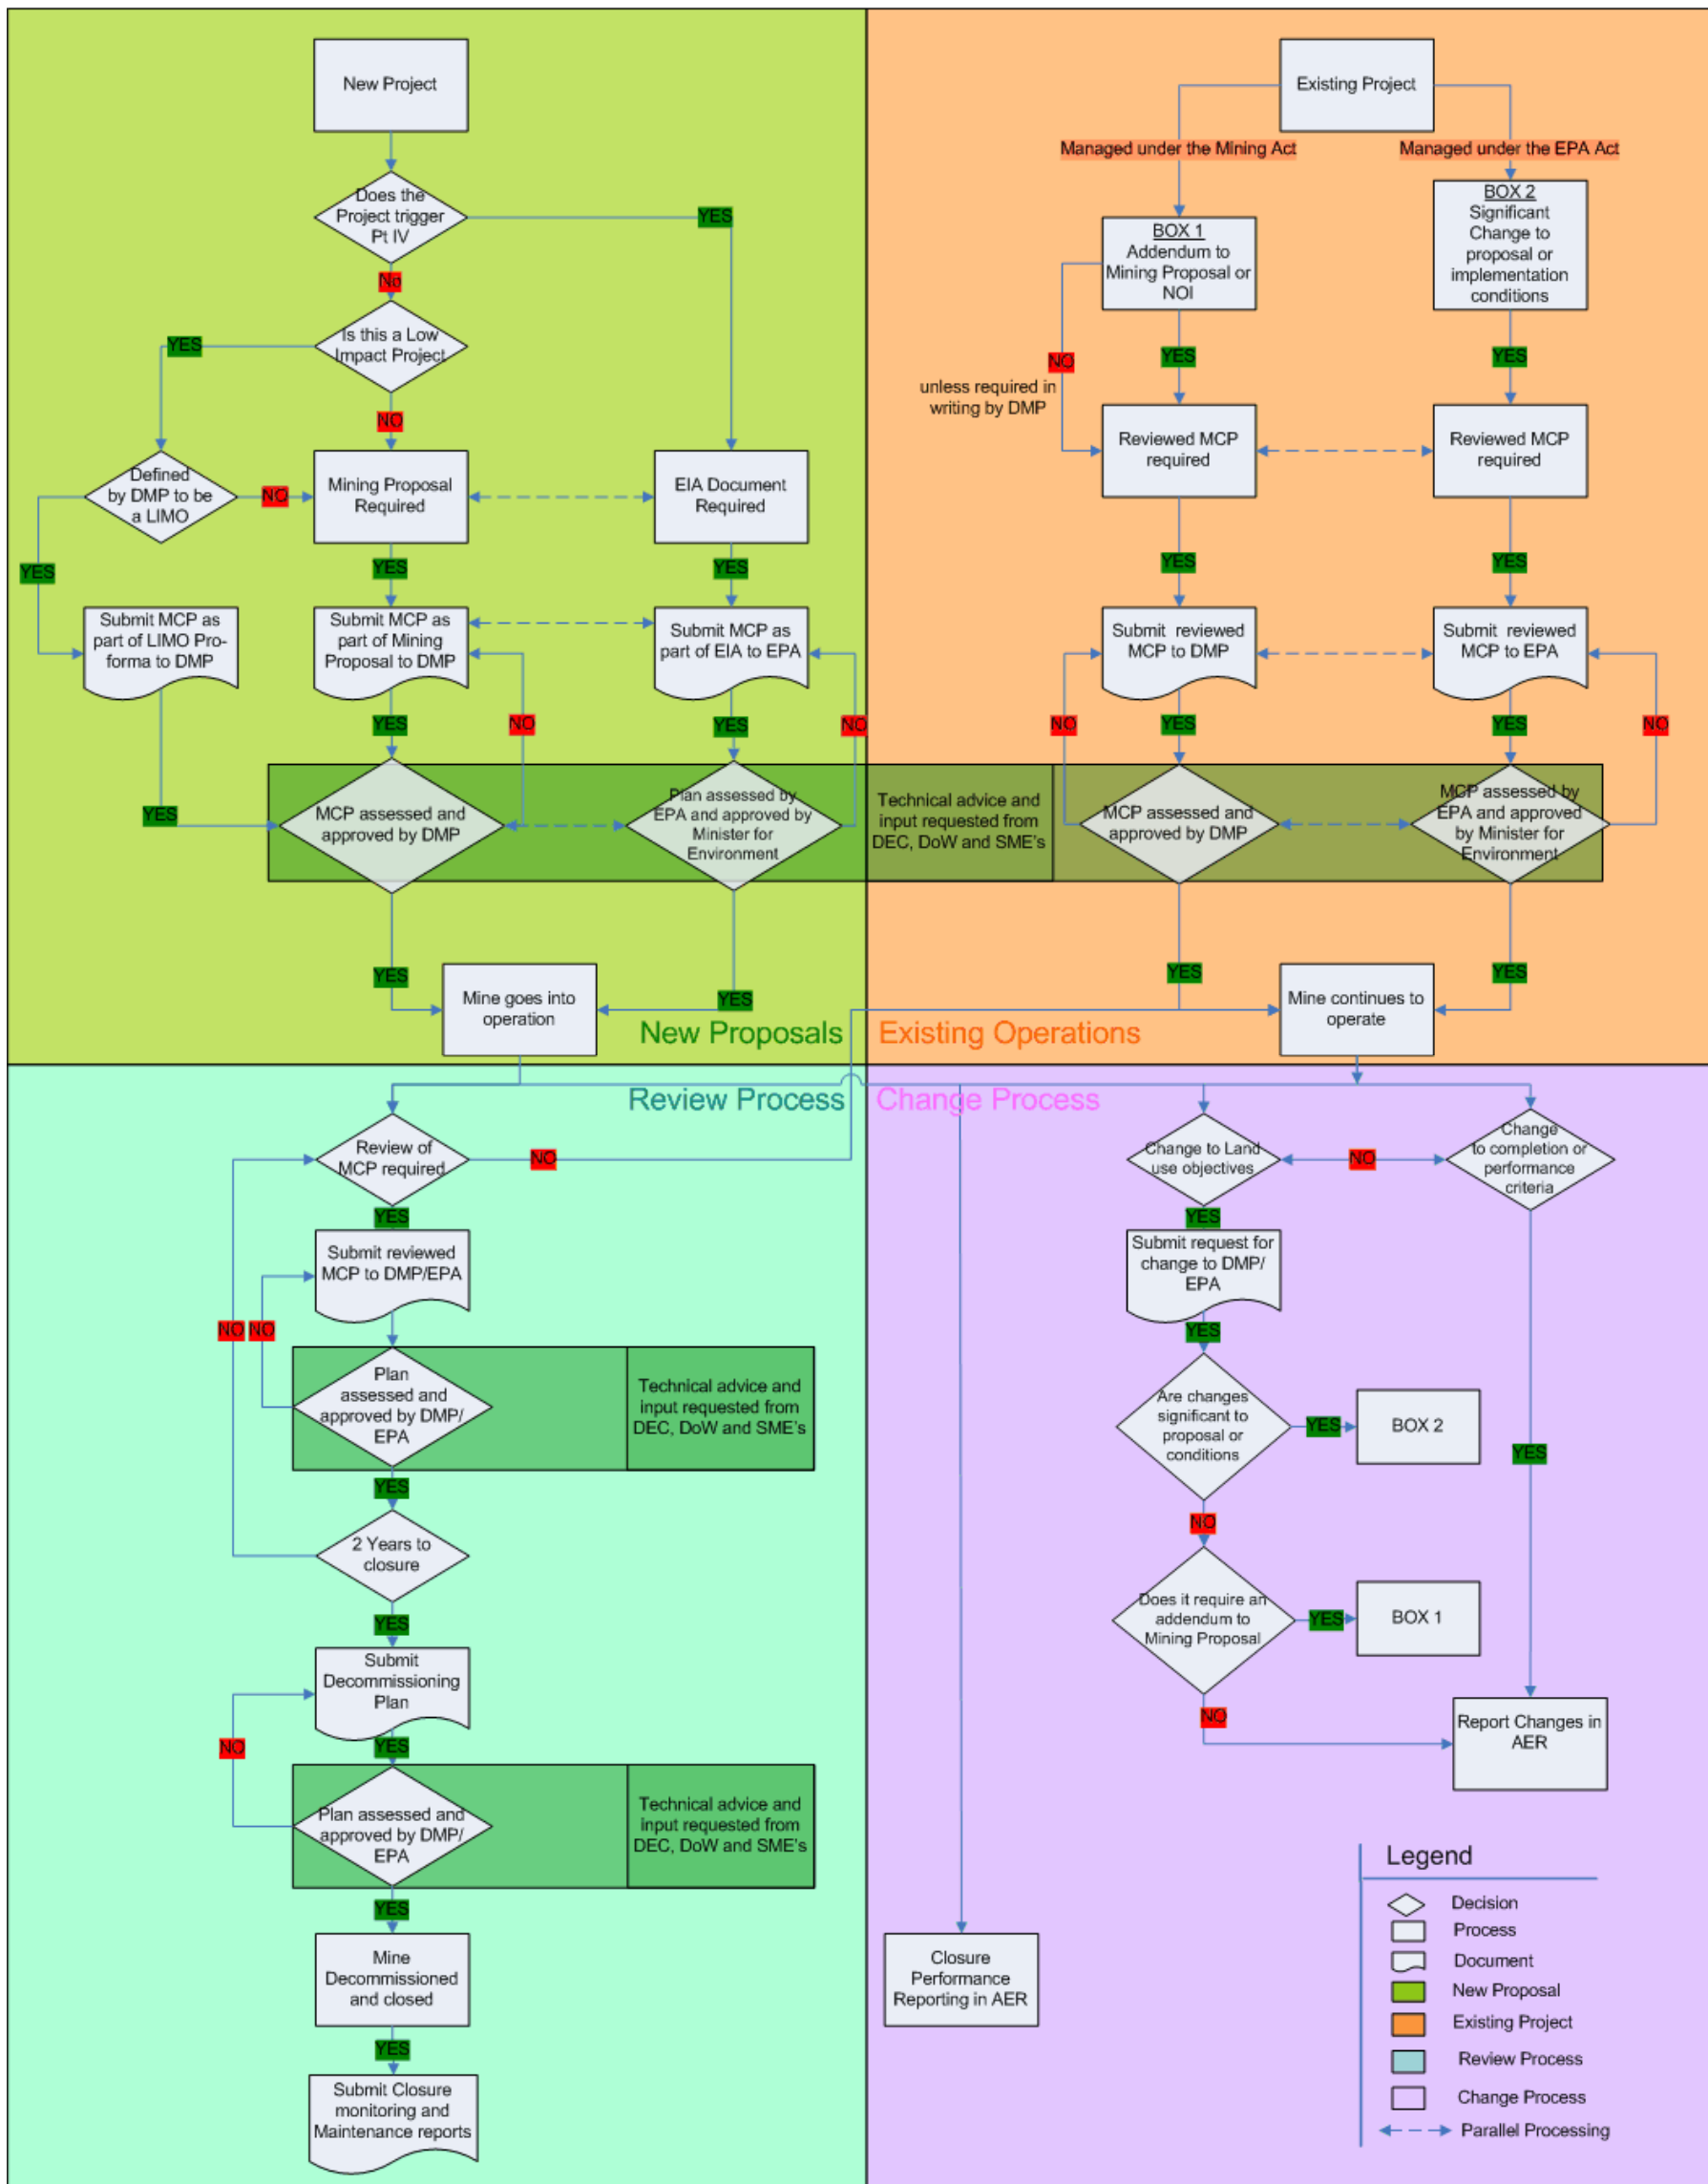 New Project
Does the
Project trigger
Pt IV
YES
No
Is this a Low
Impact Project
YES
NO
Defined
by DMP to be
a LIMO
NO
Mining Proposal
Required
EIA Document
Required
YES
YES
YES
Submit MCP as
part of LIMO Pro-
forma to DMP
Submit MCP as
part of Mining
Proposal to DMP
Submit MCP as
part of EIA to EPA
YES
NO
YES
NO
YES
MCP assessed and
approved by DMP
Plan assessed by
EPA and approved by
Minister for
Environment
YES
YES
Mine goes into
operation
New Proposals
Existing Project
Managed under the Mining Act
Managed under the EPA Act
BOX 1
Addendum to
Mining Proposal or
NOI
BOX 2
Significant
Change to
proposal or
implementation
conditions
NO
unless required in
writing by DMP
YES
YES
Reviewed MCP
required
Reviewed MCP
required
YES
YES
Submit reviewed
MCP to DMP
Submit reviewed
MCP to EPA
NO
YES
YES
NO
Technical advice and
input requested from
DEC, DoW and SME's
MCP assessed and
approved by DMP
MCP assessed by
EPA and approved
by Minister for
Environment
YES
YES
Mine continues to
operate
Existing Operations
Review Process
Review of
MCP required
NO
YES
Submit reviewed
MCP to DMP/EPA
NO
NO
Plan
assessed and
approved by DMP/
EPA
Technical advice and
input requested from
DEC, DoW and SME's
YES
2 Years to
closure
YES
Submit
Decommissioning
Plan
NO
YES
Plan assessed and
approved by DMP/
EPA
Technical advice and
input requested from
DEC, DoW and SME's
YES
Mine
Decommissioned
and closed
YES
Submit Closure
monitoring and
Maintenance reports
Change Process
Change to Land
use objectives
NO
Change
to completion or
performance
criteria
YES
Submit request for
change to DMP/
EPA
YES
Are changes
significant to
proposal or
conditions
YES
BOX 2
YES
NO
Does it require an
addendum to
Mining Proposal
YES
BOX 1
NO
Report Changes in
AER
Closure
Performance
Reporting in AER
Legend
Decision
Process
Document
New Proposal
Existing Project
Review Process
Change Process
Parallel Processing